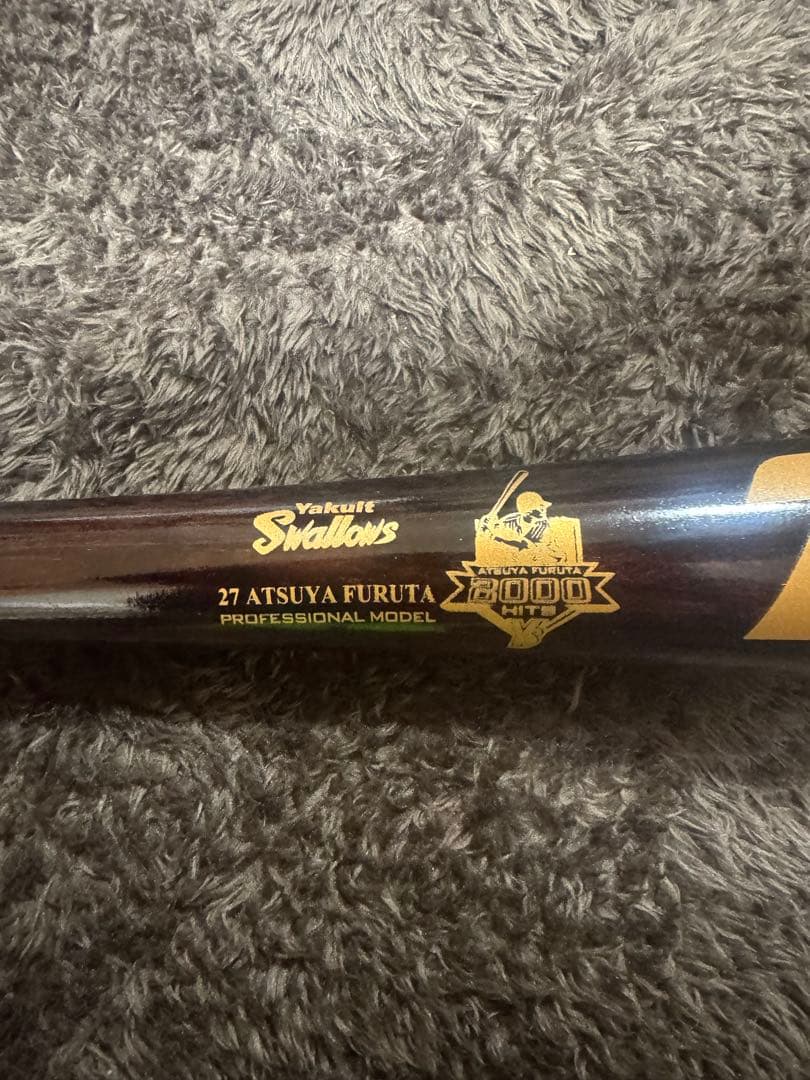 Yakult
Swallows
27 ATSUYA FURUTA
PROFESSIONAL MODEL
ATSUYA FURUTA
2000
HITS